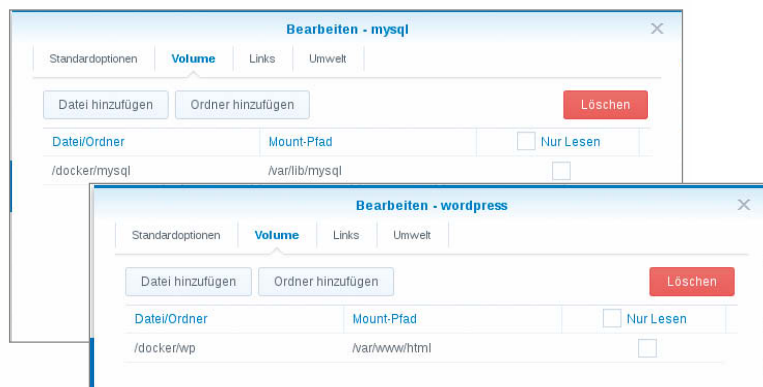 Bearbeiten - mysql
Standardoptionen Volume Links Umwelt
Datei hinzufügen Ordner hinzufügen Löschen
Datei/Ordner Mount-Pfad Nur Lesen
/docker/mysql /var/lib/mysql
Bearbeiten - wordpress
Standardoptionen Volume Links Umwelt
Datei hinzufügen Ordner hinzufügen Löschen
Datei/Ordner Mount-Pfad Nur Lesen
/docker/wp /var/www/html